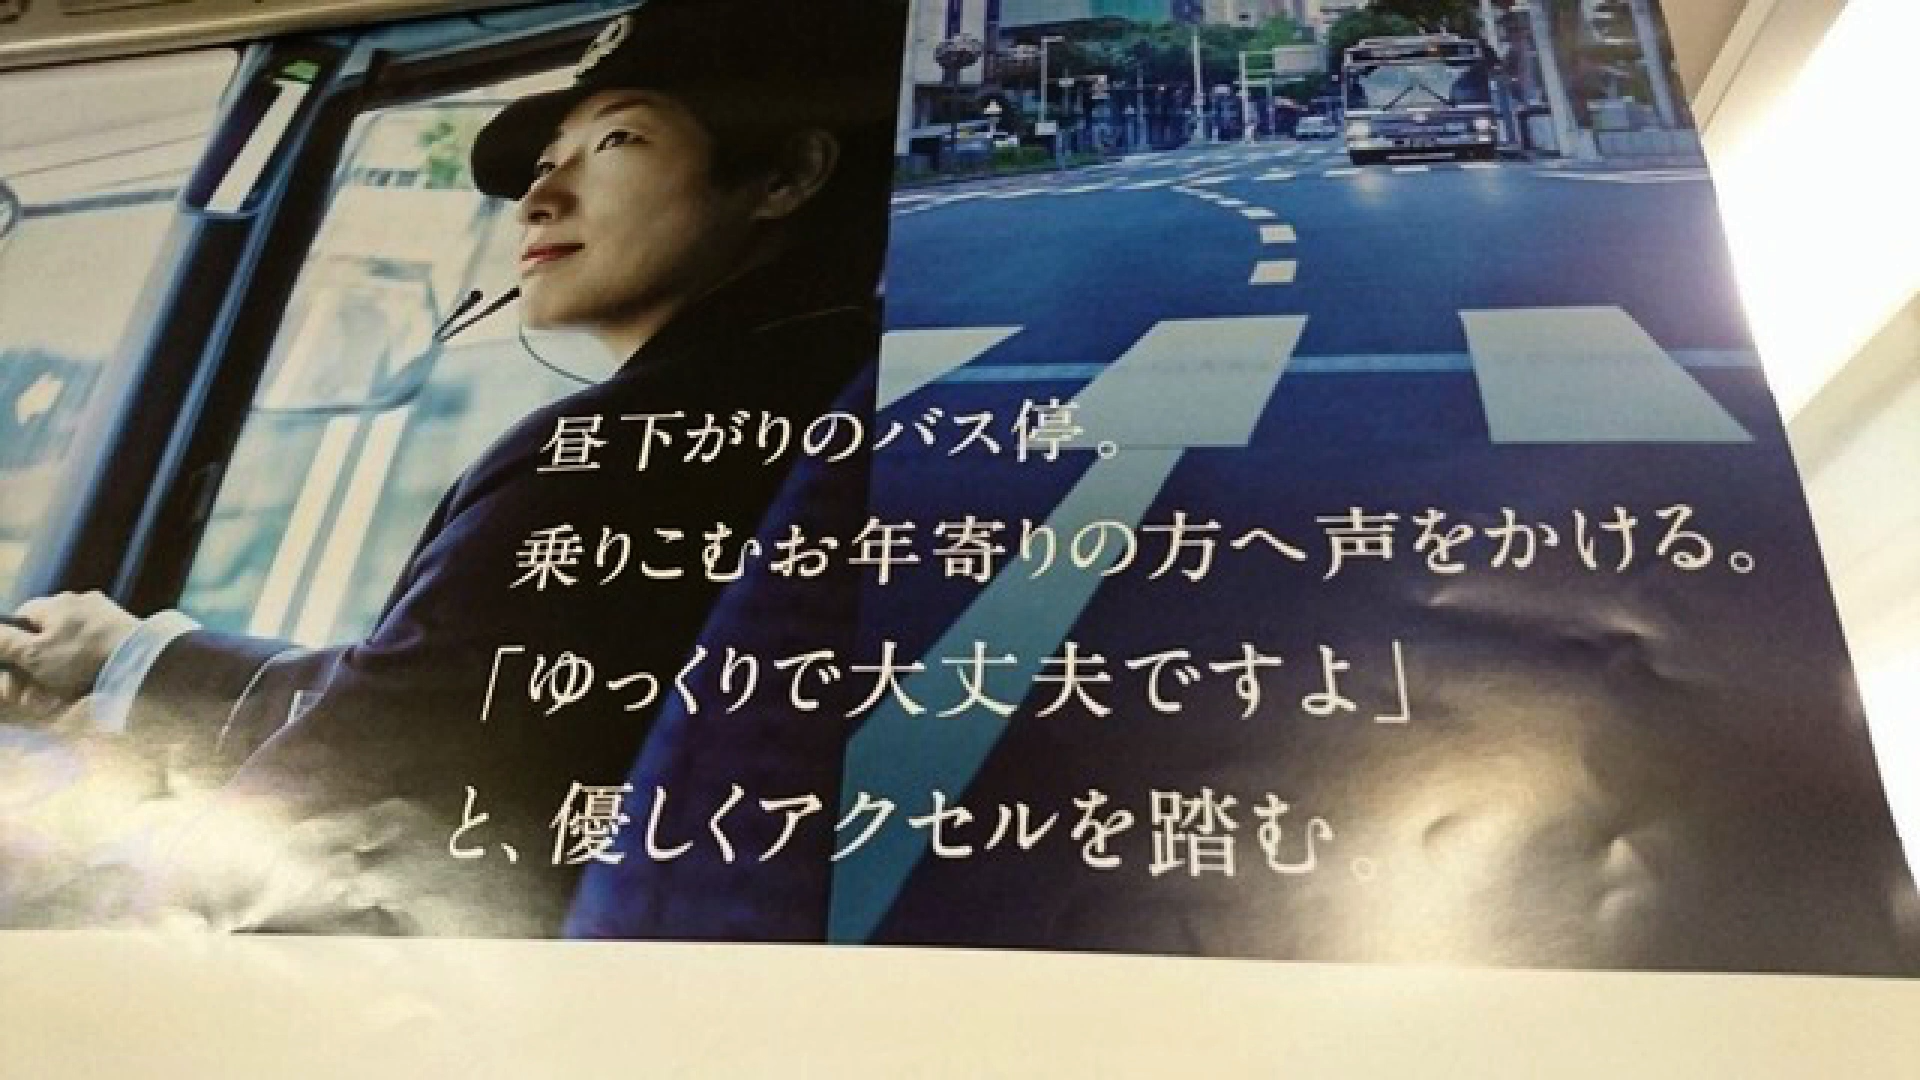 昼下がりのバス停。
乗りこむお年寄りの方へ声をかける。
「ゆっくりで大丈夫ですよ」
と、優しくアクセルを踏む。